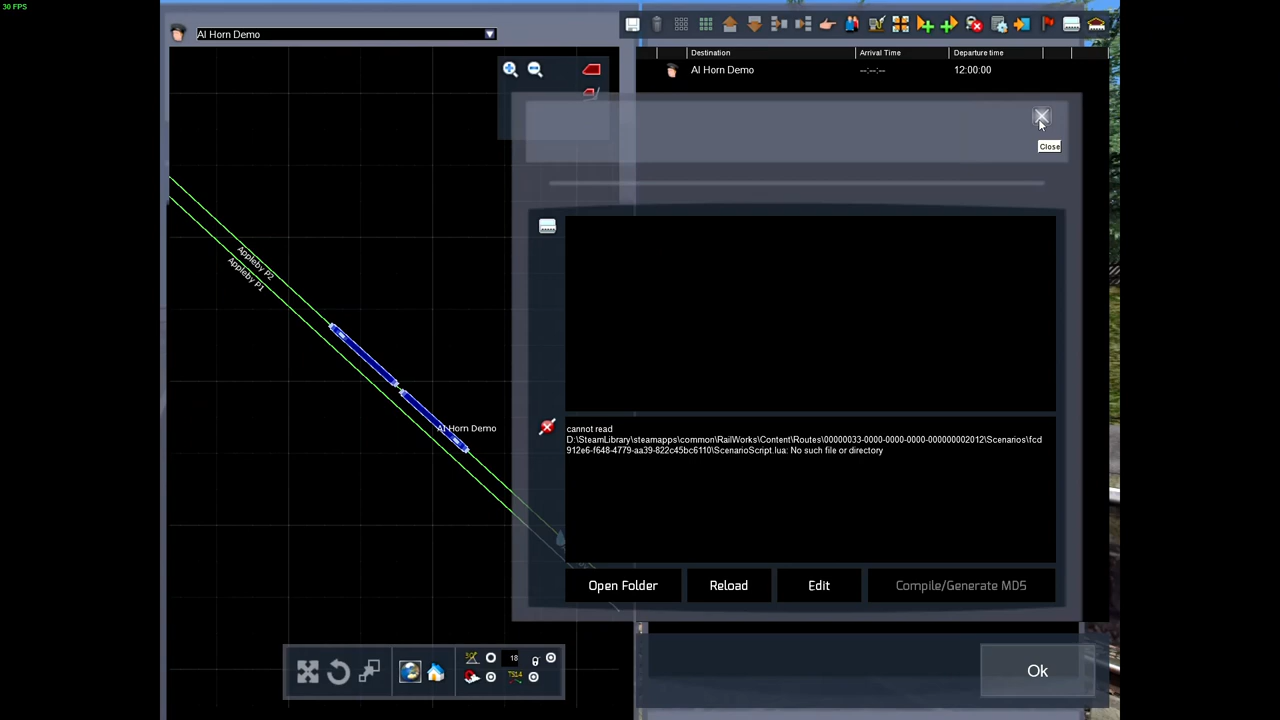 30 FPS
AI Horn Demo
Destination Arrival Time Departure time
AI Horn Demo --:--:-- 12:00:00
Close
Appleby P2
Appleby P1
AI Horn Demo
cannot read
D:\SteamLibrary\steamapps\common\RailWorks\Content\Routes\00000033-0000-0000-0000-000000002012\Scenarios\fcd
912e6-f648-4779-aa39-822c45bc6110\ScenarioScript.lua: No such file or directory
Open Folder Reload Edit Compile/Generate MD5
18
TS14
Ok